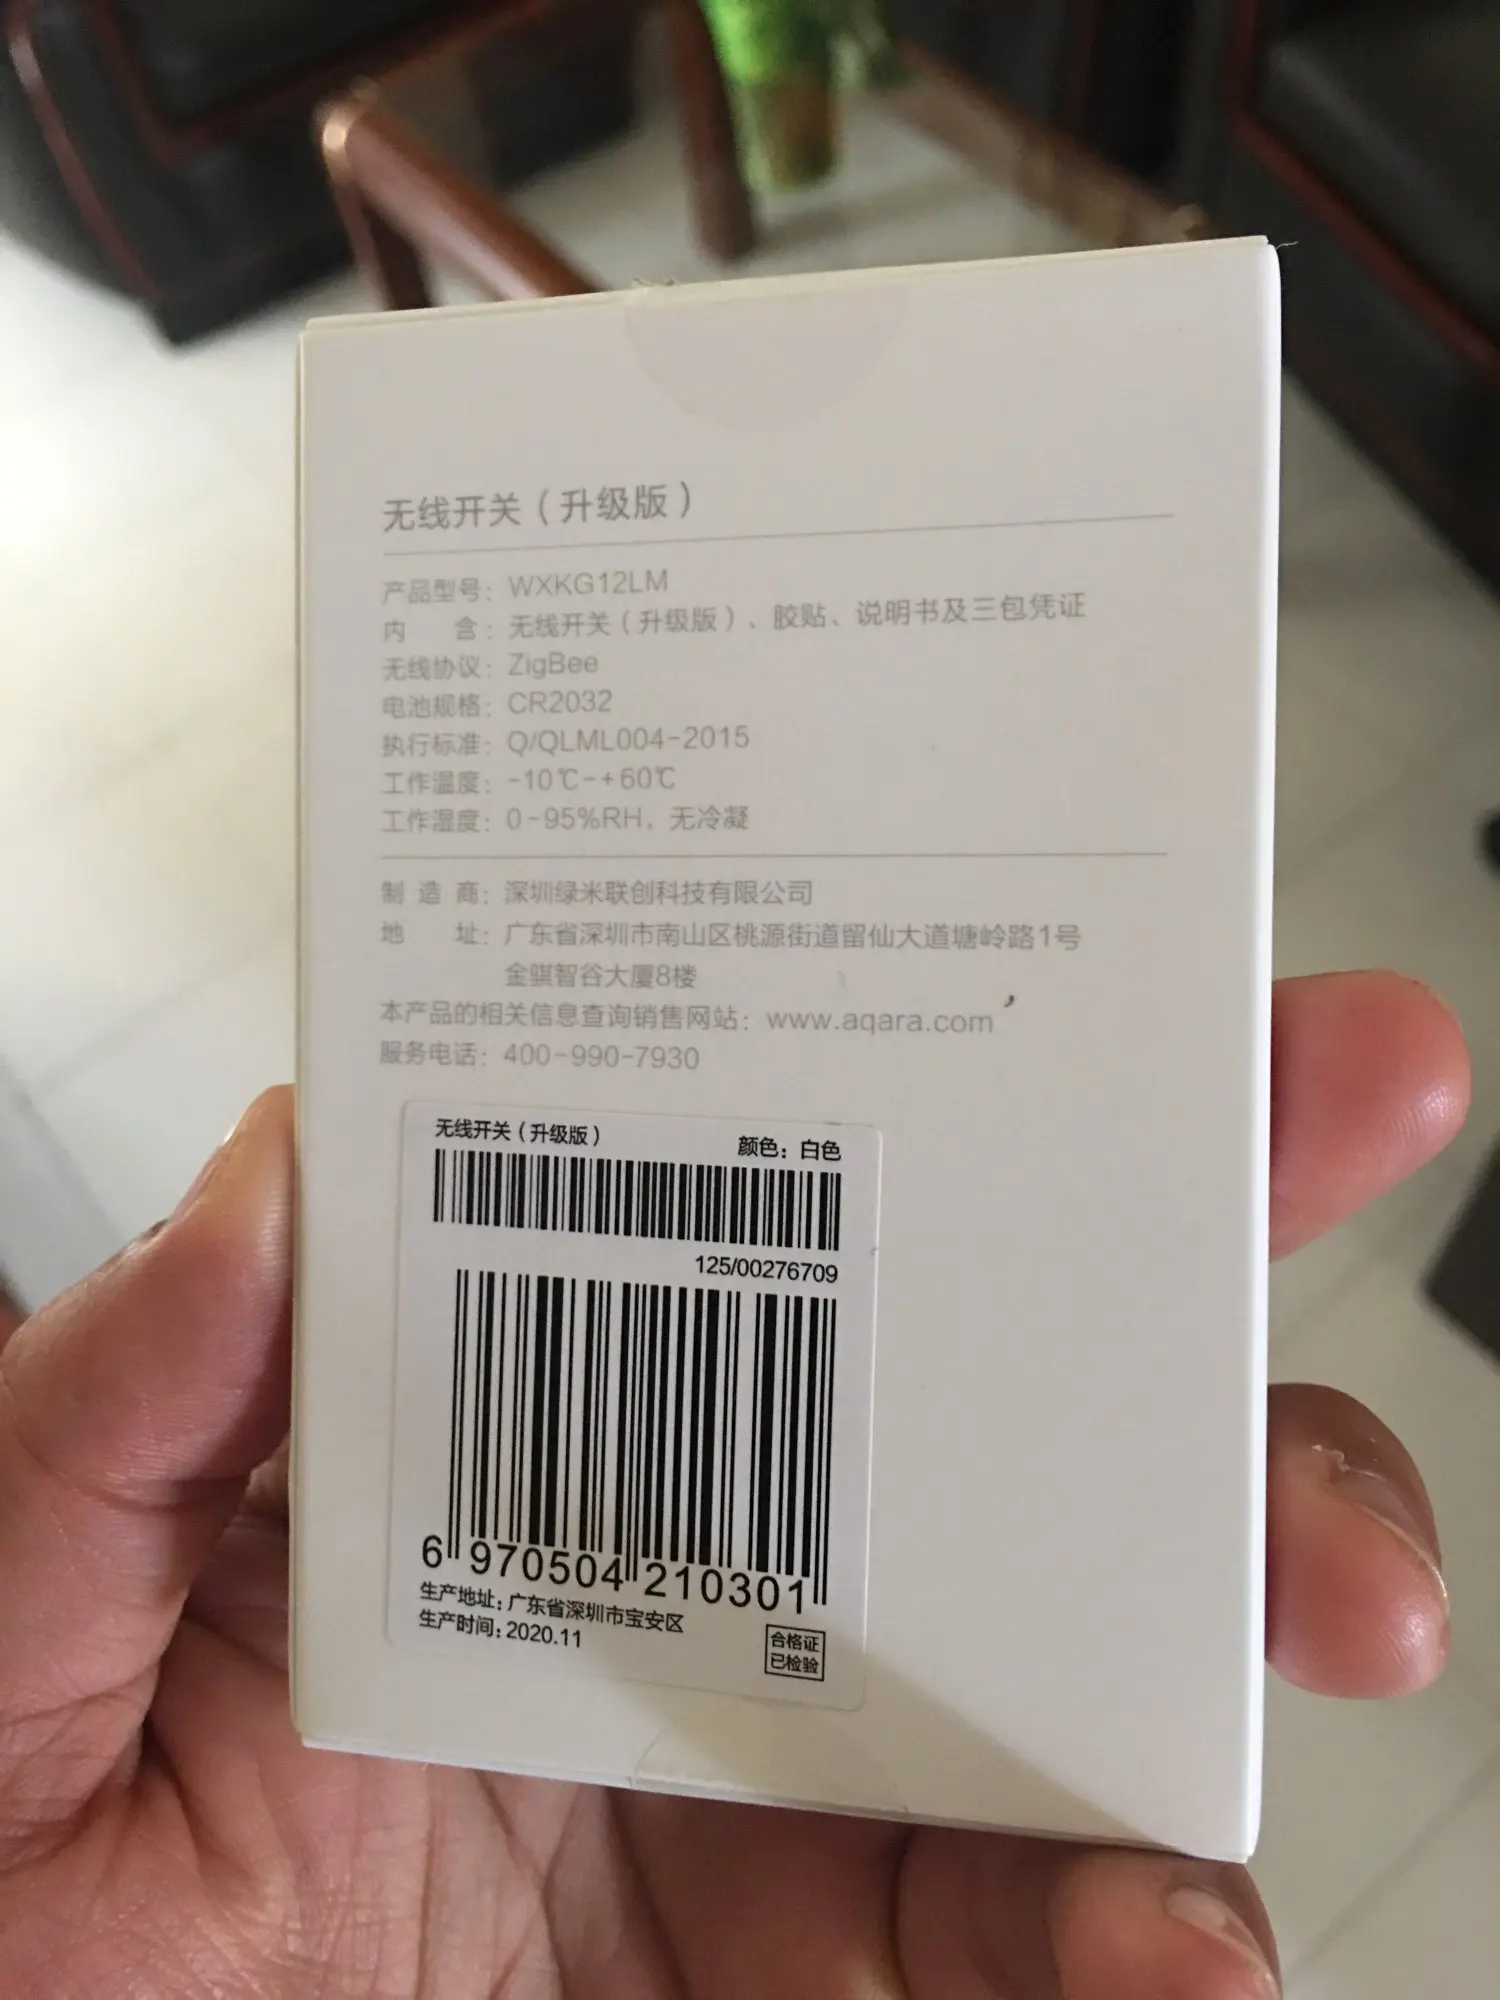 无线开关（升级版）
产品型号：WXKG12LM
内 含：无线开关（升级版）、胶贴、说明书及三包凭证
无线协议：ZigBee
电池规格：CR2032
执行标准：Q/QLML004-2015
工作温度：-10℃-+60℃
工作湿度：0-95%RH，无冷凝
制 造 商：深圳绿米联创科技有限公司
地 址：广东省深圳市南山区桃源街道留仙大道塘岭路1号
金骐智谷大厦8楼
本产品的相关信息查询销售网站：www.aqara.com
服务电话：400-990-7930
无线开关（升级版） 颜色：白色
125/00276709
6 970504 210301
生产地址：广东省深圳市宝安区
生产时间：2020.11
合格证
已检验